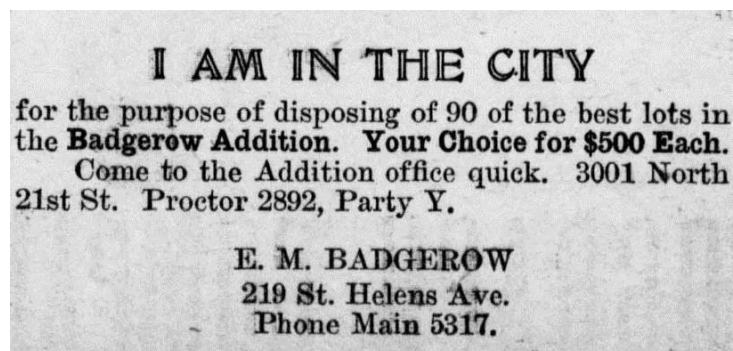 I AM IN THE CITY
for the purpose of disposing of 90 of the best lots in
the Badgerow Addition. Your Choice for $500 Each.
Come to the Addition office quick. 3001 North
21st St. Proctor 2892, Party Y.
E. M. BADGEROW
219 St. Helens Ave.
Phone Main 5317.